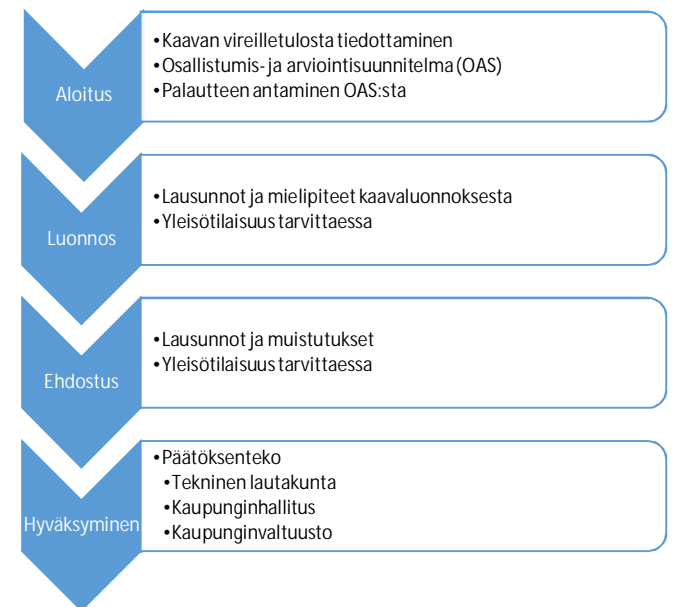 Aloitus
•Kaavan vireilletulosta tiedottaminen
•Osallistumis- ja arviointisuunnitelma (OAS)
•Palautteen antaminen OAS:sta
Luonnos
•Lausunnot ja mielipiteet kaavaluonnoksesta
•Yleisötilaisuus tarvittaessa
Ehdostus
•Lausunnot ja muistutukset
•Yleisötilaisuus tarvittaessa
Hyväksyminen
•Päätöksenteko
•Tekninen lautakunta
•Kaupunginhallitus
•Kaupunginvaltuusto